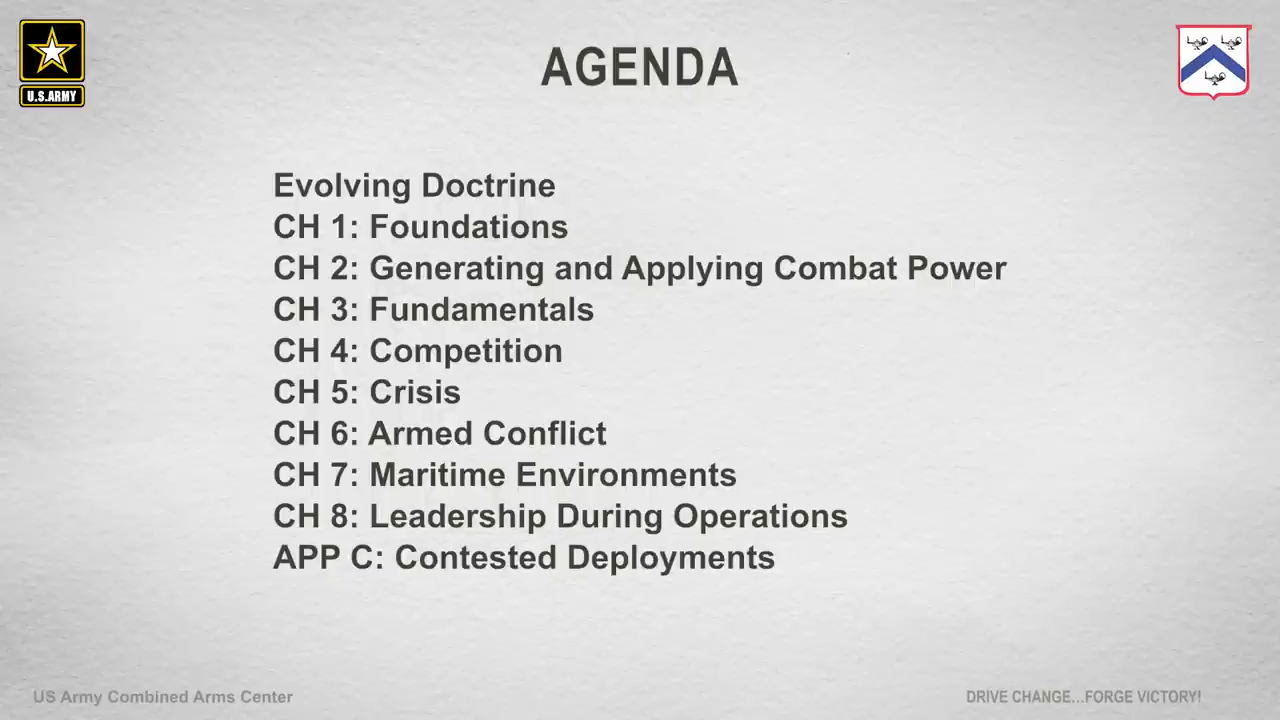 AGENDA
U.S.ARMY
Evolving Doctrine
CH 1: Foundations
CH 2: Generating and Applying Combat Power
CH 3: Fundamentals
CH 4: Competition
CH 5: Crisis
CH 6: Armed Conflict
CH 7: Maritime Environments
CH 8: Leadership During Operations
APP C: Contested Deployments
US Army Combined Arms Center
DRIVE CHANGE...FORGE VICTORY!